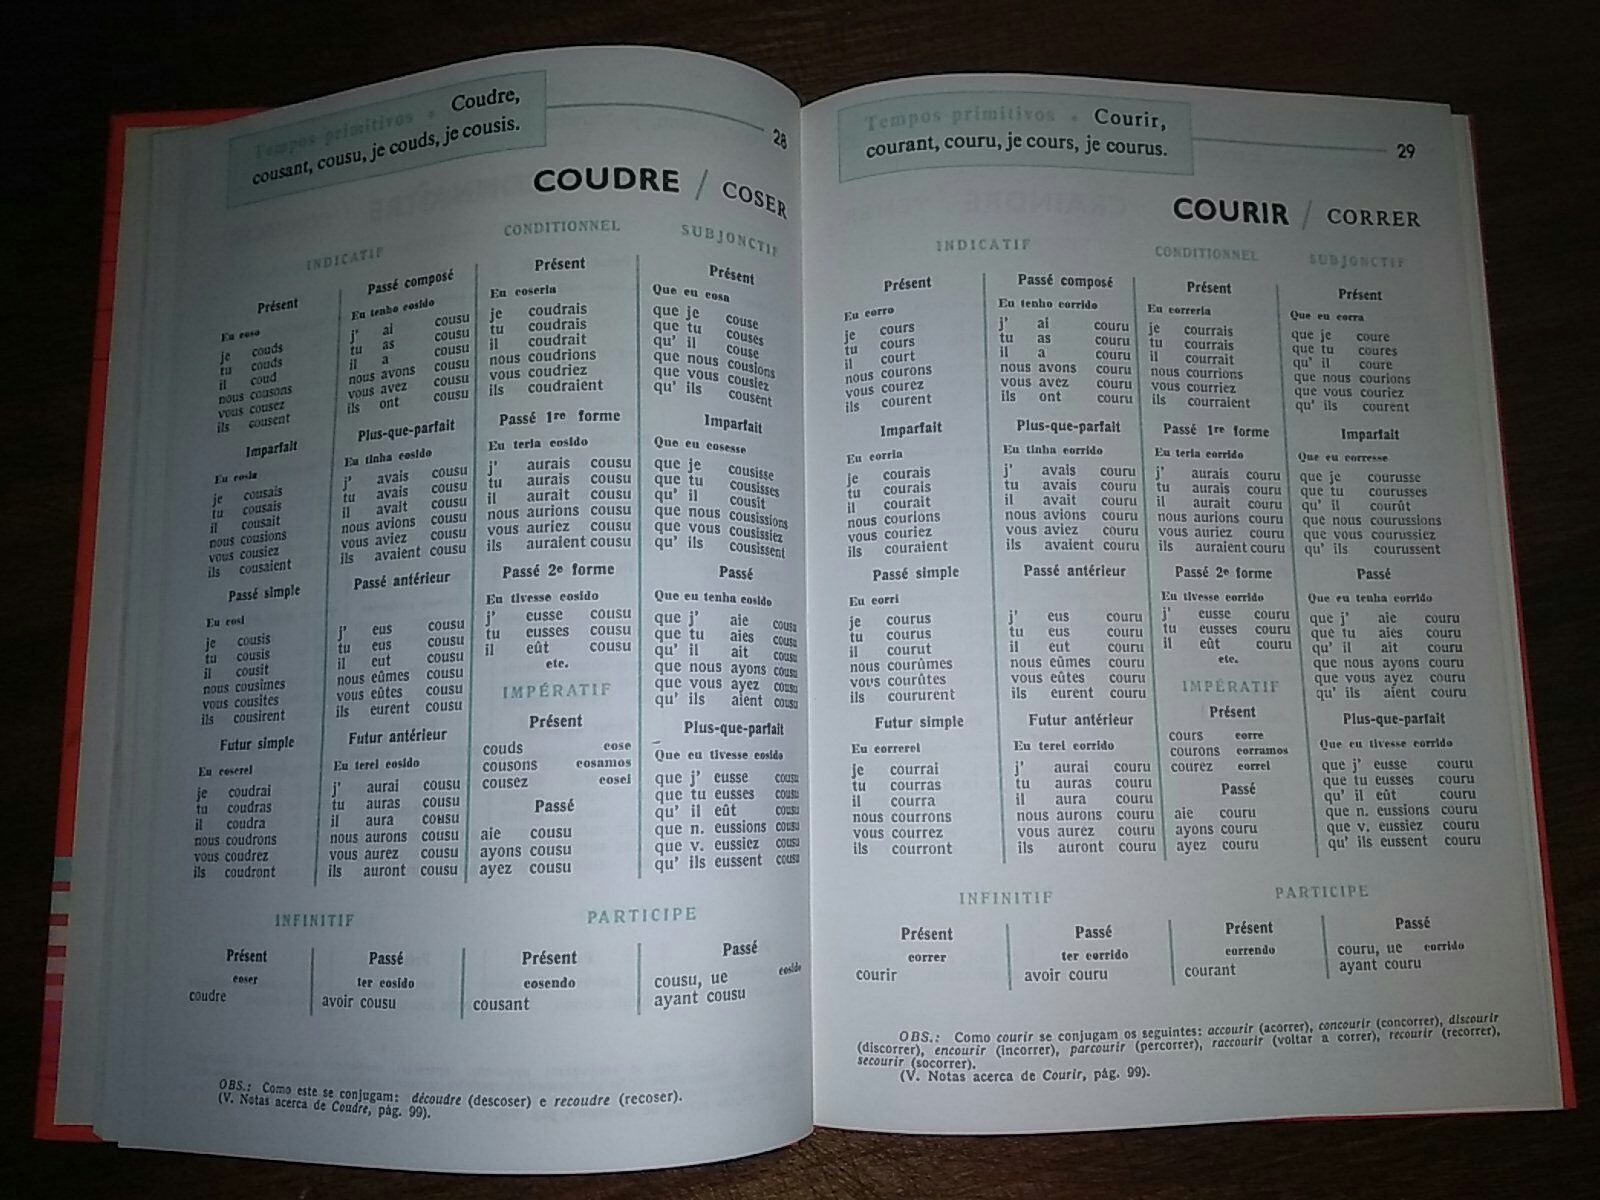 Tempos primitivos • Coudre,
cousant, cousu, je couds, je cousis.
28
COUDRE / COSER
INDICATIF
Présent
Eu coso
je couds
tu couds
il coud
nous cousons
vous cousez
ils cousent
Imparfait
Eu cosia
je cousais
tu cousais
il cousait
nous cousions
vous cousiez
ils cousaient
Passé simple
Eu cosi
je cousis
tu cousis
il cousit
nous cousîmes
vous cousîtes
ils cousirent
Futur simple
Eu coserei
je coudrai
tu coudras
il coudra
nous coudrons
vous coudrez
ils coudront
Passé composé
Eu tenho cosido
j' ai cousu
tu as cousu
il a cousu
nous avons cousu
vous avez cousu
ils ont cousu
Plus-que-parfait
Eu tinha cosido
j' avais cousu
tu avais cousu
il avait cousu
nous avions cousu
vous aviez cousu
ils avaient cousu
Passé antérieur
j' eus cousu
tu eus cousu
il eut cousu
nous eûmes cousu
vous eûtes cousu
ils eurent cousu
Futur antérieur
Eu terei cosido
j' aurai cousu
tu auras cousu
il aura cousu
nous aurons cousu
vous aurez cousu
ils auront cousu
CONDITIONNEL
Présent
Eu coseria
je coudrais
tu coudrais
il coudrait
nous coudrions
vous coudriez
ils coudraient
Passé 1re forme
Eu teria cosido
j' aurais cousu
tu aurais cousu
il aurait cousu
nous aurions cousu
vous auriez cousu
ils auraient cousu
Passé 2e forme
Eu tivesse cosido
j' eusse cousu
tu eusses cousu
il eût cousu
etc.
IMPÉRATIF
Présent
couds cose
cousons cosamos
cousez cosei
Passé
aie cousu
ayons cousu
ayez cousu
SUBJONCTIF
Présent
Que eu cosa
que je couse
que tu couses
qu' il couse
que nous cousions
que vous cousiez
qu' ils cousent
Imparfait
Que eu cosesse
que je cousisse
que tu cousisses
qu' il cousît
que nous cousissions
que vous cousissiez
qu' ils cousissent
Passé
Que eu tenha cosido
que j' aie cousu
que tu aies cousu
qu' il ait cousu
que nous ayons cousu
que vous ayez cousu
qu' ils aient cousu
Plus-que-parfait
Que eu tivesse cosido
que j' eusse cousu
que tu eusses cousu
qu' il eût cousu
que n. eussions cousu
que v. eussiez cousu
qu' ils eussent cousu
INFINITIF
Présent
coser
coudre
Passé
ter cosido
avoir cousu
PARTICIPE
Présent
cosendo
cousant
Passé
cousu, ue cosido
ayant cousu
OBS.: Como este se conjugam: découdre (descoser) e recoudre (recoser).
(V. Notas acerca de Coudre, pág. 99).
Tempos primitivos • Courir,
courant, couru, je cours, je courus.
29
COURIR / CORRER
INDICATIF
Présent
Eu corro
je cours
tu cours
il court
nous courons
vous courez
ils courent
Imparfait
Eu corria
je courais
tu courais
il courait
nous courions
vous couriez
ils couraient
Passé simple
Eu corri
je courus
tu courus
il courut
nous courûmes
vous courûtes
ils coururent
Futur simple
Eu correrei
je courrai
tu courras
il courra
nous courrons
vous courrez
ils courront
Passé composé
Eu tenho corrido
j' ai couru
tu as couru
il a couru
nous avons couru
vous avez couru
ils ont couru
Plus-que-parfait
Eu tinha corrido
j' avais couru
tu avais couru
il avait couru
nous avions couru
vous aviez couru
ils avaient couru
Passé antérieur
j' eus couru
tu eus couru
il eut couru
nous eûmes couru
vous eûtes couru
ils eurent couru
Futur antérieur
Eu terei corrido
j' aurai couru
tu auras couru
il aura couru
nous aurons couru
vous aurez couru
ils auront couru
CONDITIONNEL
Présent
Eu correria
je courrais
tu courrais
il courrait
nous courrions
vous courriez
ils courraient
Passé 1re forme
Eu teria corrido
j' aurais couru
tu aurais couru
il aurait couru
nous aurions couru
vous auriez couru
ils auraient couru
Passé 2e forme
Eu tivesse corrido
j' eusse couru
tu eusses couru
il eût couru
etc.
IMPÉRATIF
Présent
cours corre
courons corramos
courez correi
Passé
aie couru
ayons couru
ayez couru
SUBJONCTIF
Présent
Que eu corra
que je coure
que tu coures
qu' il coure
que nous courions
que vous couriez
qu' ils courent
Imparfait
Que eu corresse
que je courusse
que tu courusses
qu' il courût
que nous courussions
que vous courussiez
qu' ils courussent
Passé
Que eu tenha corrido
que j' aie couru
que tu aies couru
qu' il ait couru
que nous ayons couru
que vous ayez couru
qu' ils aient couru
Plus-que-parfait
Que eu tivesse corrido
que j' eusse couru
que tu eusses couru
qu' il eût couru
que n. eussions couru
que v. eussiez couru
qu' ils eussent couru
INFINITIF
Présent
correr
courir
Passé
ter corrido
avoir couru
PARTICIPE
Présent
correndo
courant
Passé
couru, ue corrido
ayant couru
OBS.: Como courir se conjugam os seguintes: accourir (acorrer), concourir (concorrer), discourir
(discorrer), encourir (incorrer), parcourir (percorrer), raccourir (voltar a correr), recourir (recorrer),
secourir (socorrer).
(V. Notas acerca de Courir, pág. 99).